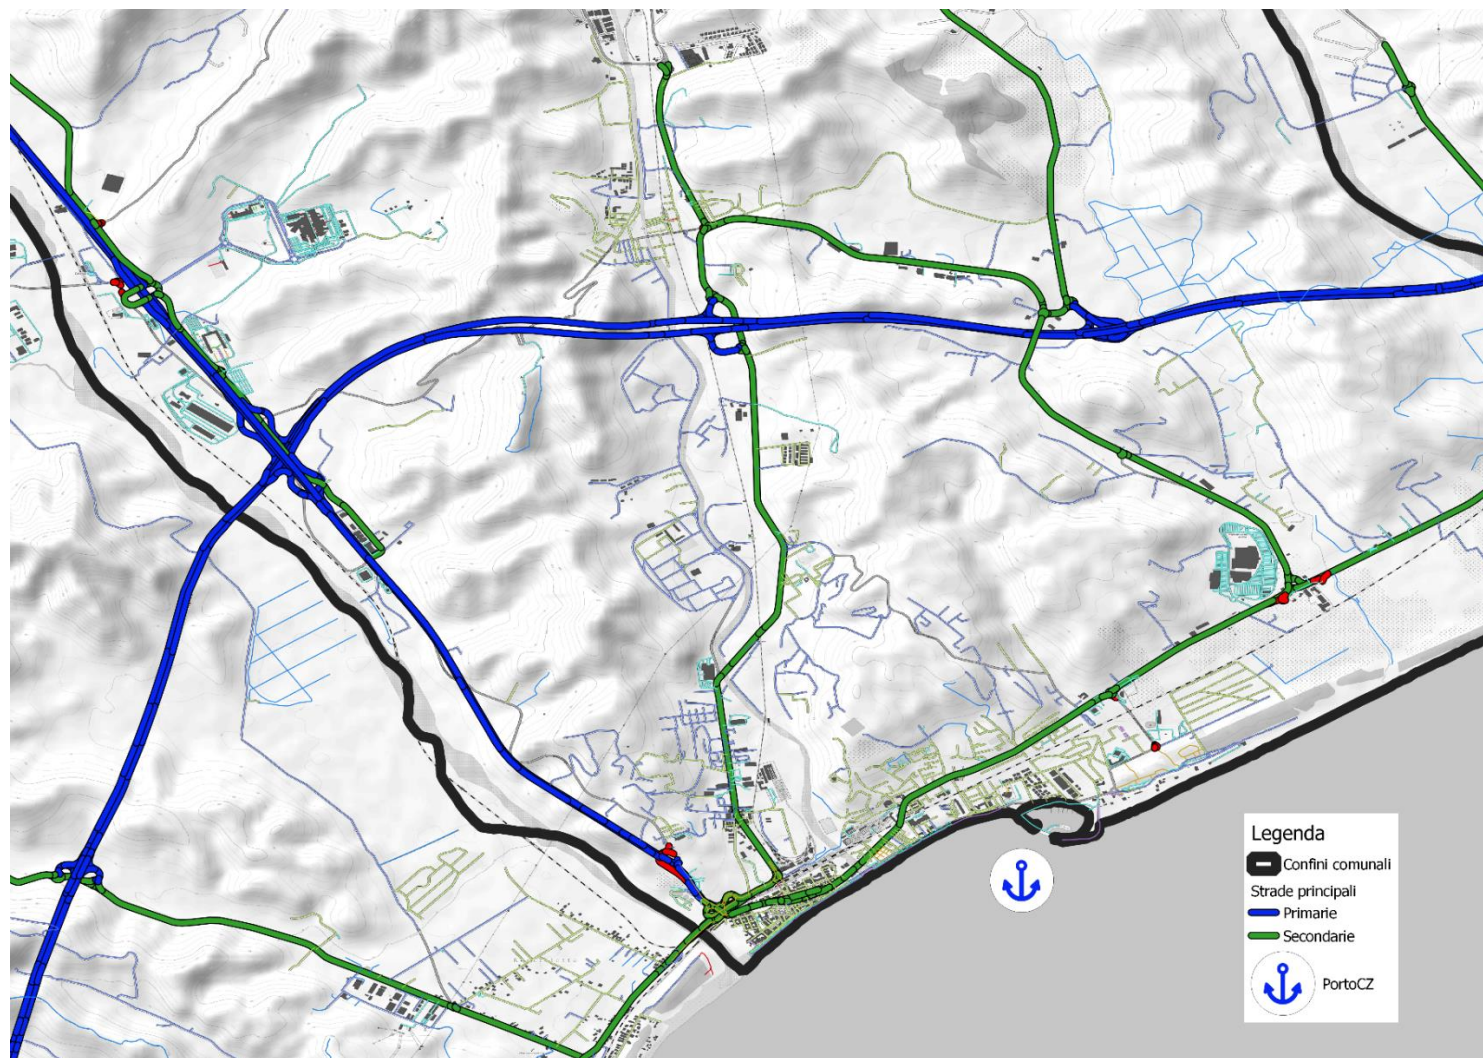 Legenda
Confini comunali
Strade principali
Primarie
Secondarie
PortoCZ